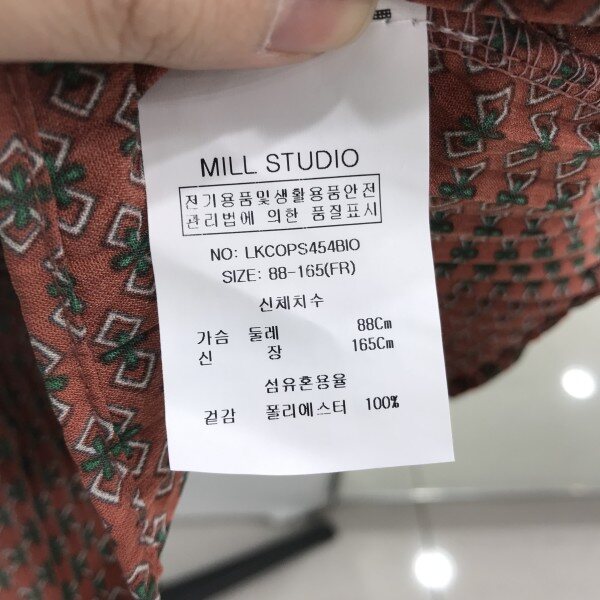 MILL STUDIO
전기용품및생활용품안전
관리법에 의한 품질표시
NO: LKCOPS454BIO
SIZE: 88-165(FR)
신체치수
가슴 둘레 88Cm
신 장 165Cm
섬유혼용율
겉감 폴리에스터 100%